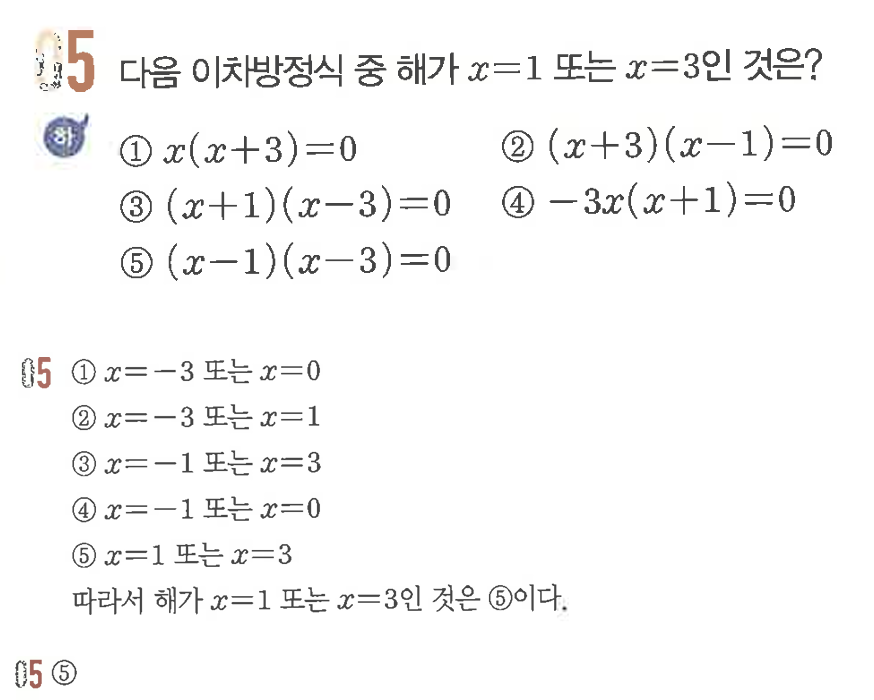 05 다음 이차방정식 중 해가 x=1 또는 x=3인 것은?
하
① x(x+3)=0 ② (x+3)(x-1)=0
③ (x+1)(x-3)=0 ④ -3x(x+1)=0
⑤ (x-1)(x-3)=0
05 ① x=-3 또는 x=0
② x=-3 또는 x=1
③ x=-1 또는 x=3
④ x=-1 또는 x=0
⑤ x=1 또는 x=3
따라서 해가 x=1 또는 x=3인 것은 ⑤이다.
05 ⑤